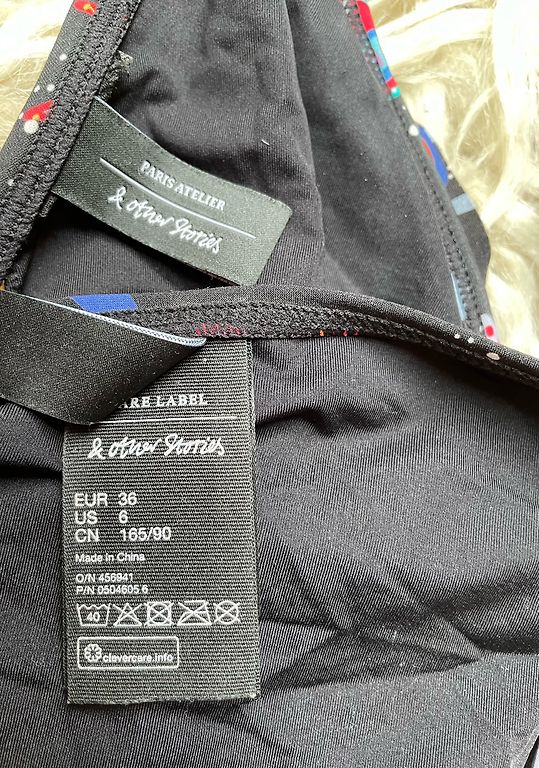 PARIS ATELIER
& other Stories
ARE LABEL
& other Stories
EUR 36
US 6
CN 165/90
Made in China
O/N 456941
P/N 0504605 6
40
clevercare.info